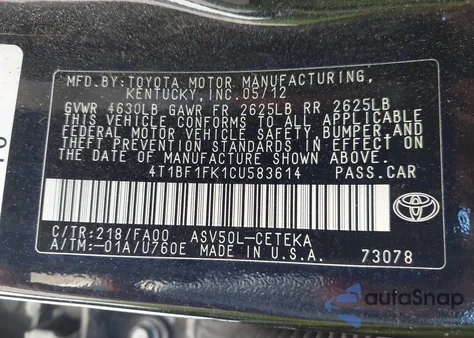 MFD.BY:TOYOTA MOTOR MANUFACTURING,
KENTUCKY, INC.05/12
GVWR 4630LB GAWR FR 2625LB RR 2625LB
THIS VEHICLE CONFORMS TO ALL APPLICABLE
FEDERAL MOTOR VEHICLE SAFETY, BUMPER, AND
THEFT PREVENTION STANDARDS IN EFFECT ON
THE DATE OF MANUFACTURE SHOWN ABOVE.
4T1BF1FK1CU583614 PASS.CAR
C/TR:218/FA00 ASV50L-CETEKA
A/TM:-01A/U760E MADE IN U.S.A. 73078
autoSnap